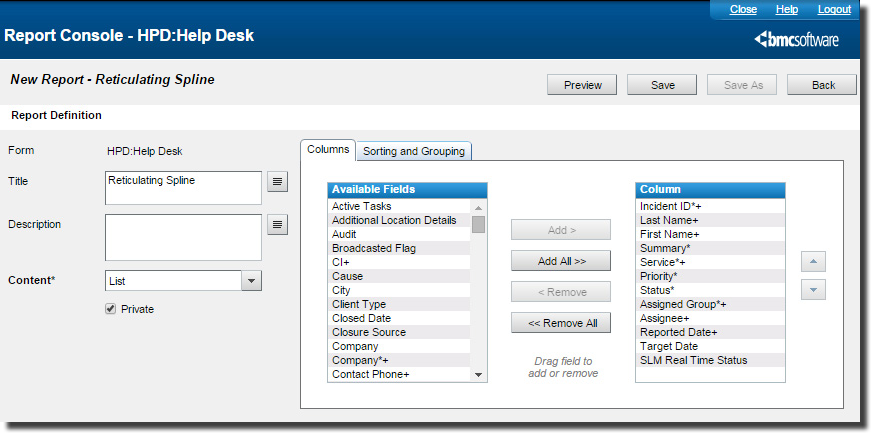 Close Help Logout
Report Console - HPD:Help Desk
bmcsoftware
New Report - Reticulating Spline
Preview Save Save As Back
Report Definition
Form HPD:Help Desk
Title Reticulating Spline
Description
Content* List
Private
Columns Sorting and Grouping
Available Fields
Active Tasks
Additional Location Details
Audit
Broadcasted Flag
CI+
Cause
City
Client Type
Closed Date
Closure Source
Company
Company*+
Contact Phone+
Add >
Add All >>
< Remove
<< Remove All
Drag field to
add or remove
Column
Incident ID*+
Last Name+
First Name+
Summary*
Service*+
Priority*
Status*
Assigned Group*+
Assignee+
Reported Date+
Target Date
SLM Real Time Status